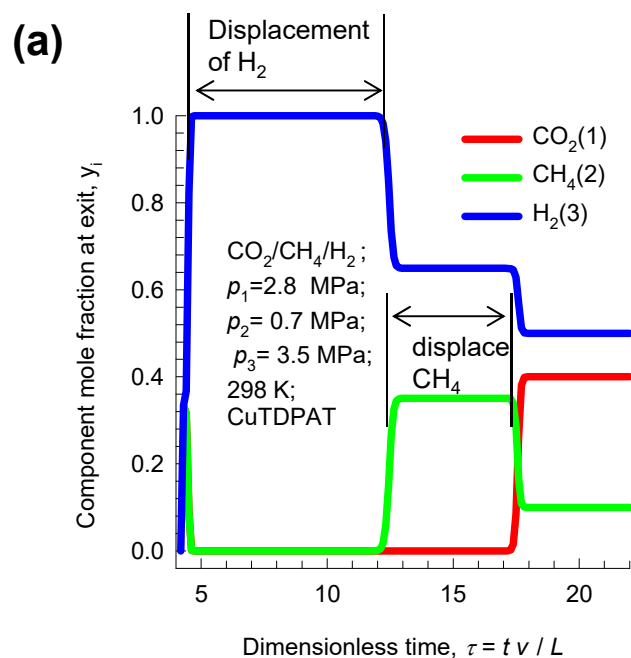 (a)
Displacement
of H₂
1.0
0.8
0.6
0.4
0.2
0.0
Component mole fraction at exit, yᵢ
CO₂(1)
CH₄(2)
H₂(3)
CO₂/CH₄/H₂ ;
p₁=2.8 MPa;
p₂= 0.7 MPa;
p₃= 3.5 MPa;
298 K;
CuTDPAT
displace
CH₄
5
10
15
20
Dimensionless time, τ = t v / L